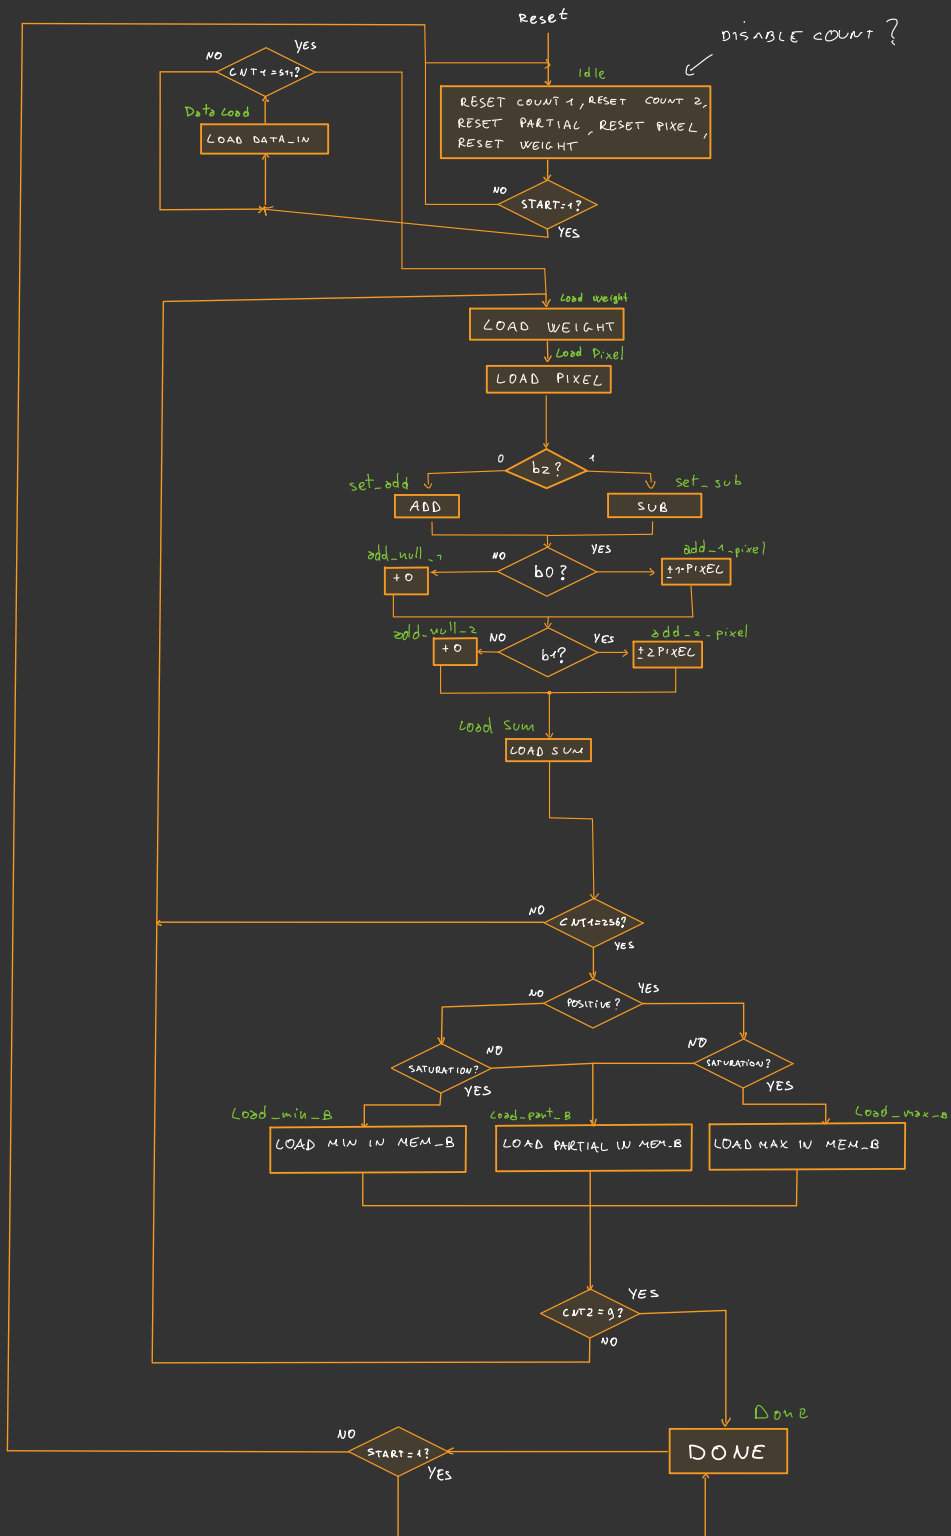 Reset
DISABLE COUNT ?
YES
NO
CNT1=511?
Idle
Data Load
RESET COUNT 1, RESET COUNT 2,
RESET PARTIAL, RESET PIXEL,
RESET WEIGHT
LOAD DATA_IN
NO
START=1?
YES
Load Weight
LOAD WEIGHT
Load Pixel
LOAD PIXEL
0
b2?
1
set_add
set_sub
ADD
SUB
add_null_1
NO
YES
add_1_pixel
+0
b0?
±1·PIXEL
add_null_2
NO
YES
add_2_pixel
+0
b1?
±2PIXEL
Load Sum
LOAD SUM
NO
CNT1=256?
YES
NO
YES
POSITIVE?
NO
NO
SATURATION?
SATURATION?
YES
YES
Load_min_B
Load_part_B
Load_max_B
LOAD MIN IN MEM_B
LOAD PARTIAL IN MEM_B
LOAD MAX IN MEM_B
YES
CNT2=9?
NO
Done
NO
START=1?
DONE
YES